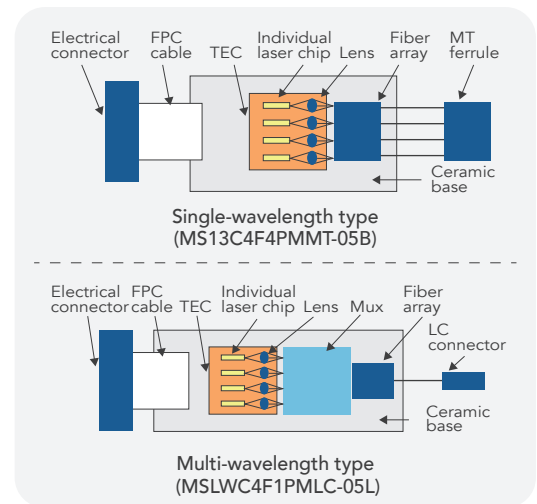 Electrical connector
FPC cable
TEC
Individual laser chip
Lens
Fiber array
MT ferrule
Ceramic base
Single-wavelength type
(MS13C4F4PMMT-05B)
Electrical connector
FPC cable
TEC
Individual laser chip
Lens
Mux
Fiber array
LC connector
Ceramic base
Multi-wavelength type
(MSLWC4F1PMLC-05L)